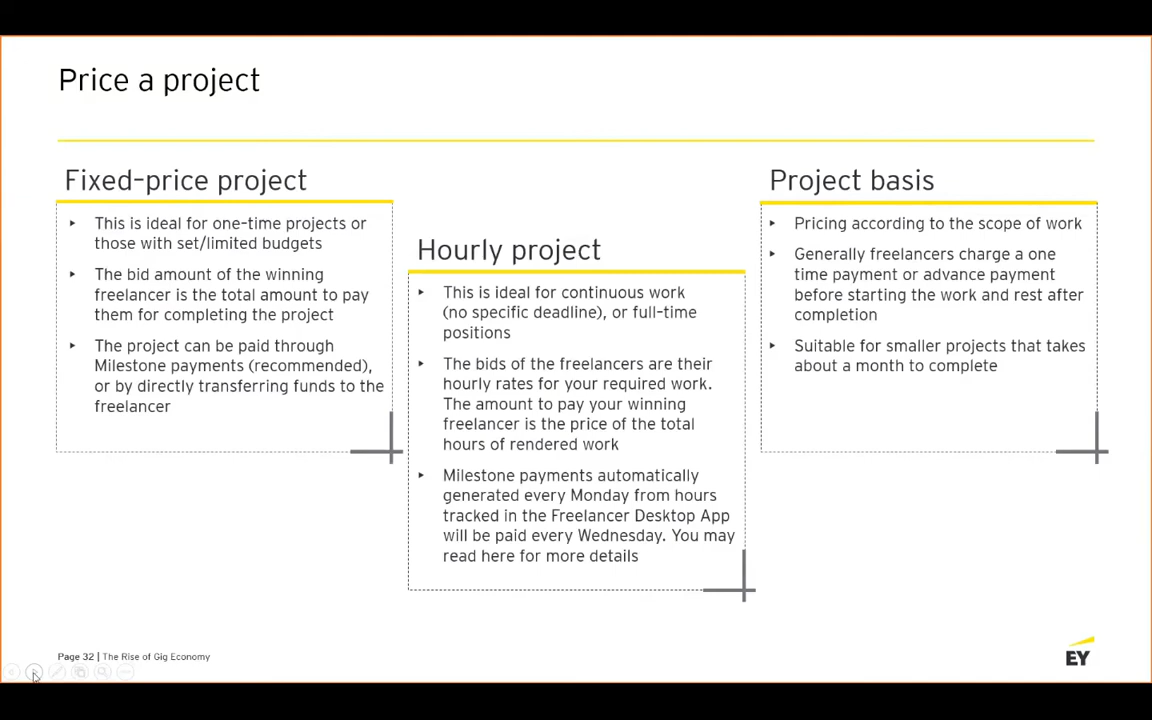 Price a project
Fixed-price project
This is ideal for one-time projects or
those with set/limited budgets
The bid amount of the winning
freelancer is the total amount to pay
them for completing the project
The project can be paid through
Milestone payments (recommended),
or by directly transferring funds to the
freelancer
Hourly project
This is ideal for continuous work
(no specific deadline), or full-time
positions
The bids of the freelancers are their
hourly rates for your required work.
The amount to pay your winning
freelancer is the price of the total
hours of rendered work
Milestone payments automatically
generated every Monday from hours
tracked in the Freelancer Desktop App
will be paid every Wednesday. You may
read here for more details
Project basis
Pricing according to the scope of work
Generally freelancers charge a one
time payment or advance payment
before starting the work and rest after
completion
Suitable for smaller projects that takes
about a month to complete
Page 32 | The Rise of Gig Economy
EY